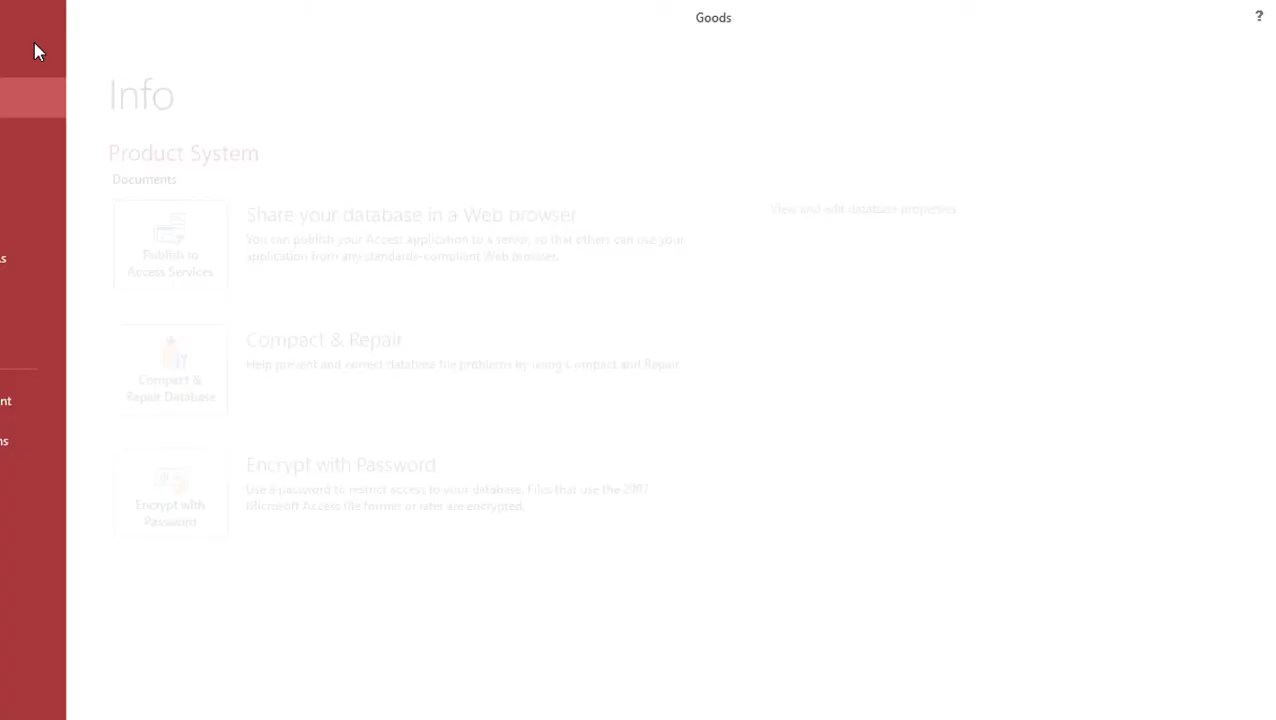 Goods
?
Info
Product System
Documents
Share your database in a Web browser
You can publish your Access application to a server, so that others can use your
application from any standards-compliant Web browser.
Publish to
Access Services
View and edit database properties
s
Compact & Repair
Help prevent and correct database file problems by using Compact and Repair
Compact &
Repair Database
nt
ns
Encrypt with Password
Use a password to restrict access to your database. Files that use the 2007
Microsoft Access file format or later are encrypted.
Encrypt with
Password